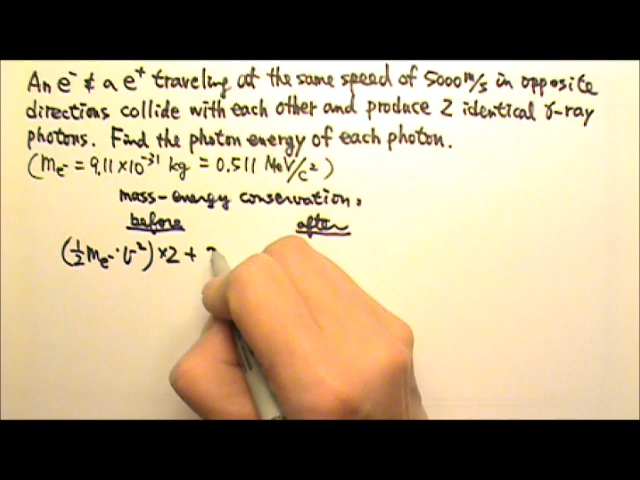 An e⁻ & a e⁺ traveling at the same speed of 5000 m/s in opposite
directions collide with each other and produce 2 identical γ-ray
photons. Find the photon energy of each photon.
(me⁻ = 9.11×10⁻³¹ kg = 0.511 MeV/c²)
mass-energy conservation:
before after
(½ me⁻·v²)×2 +